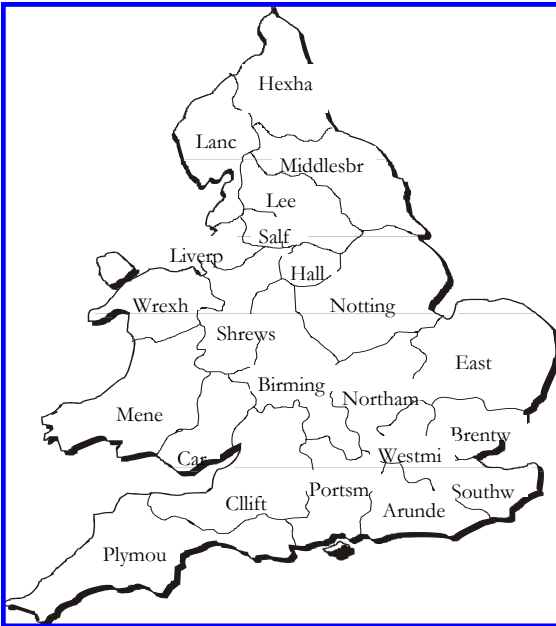 Hexha
Lanc
Middlesbr
Lee
Salf
Liverp
Hall
Wrexh
Notting
Shrews
East
Birming
Northam
Mene
Brentw
Westmi
Car
Portsm
Southw
Cllift
Arunde
Plymou